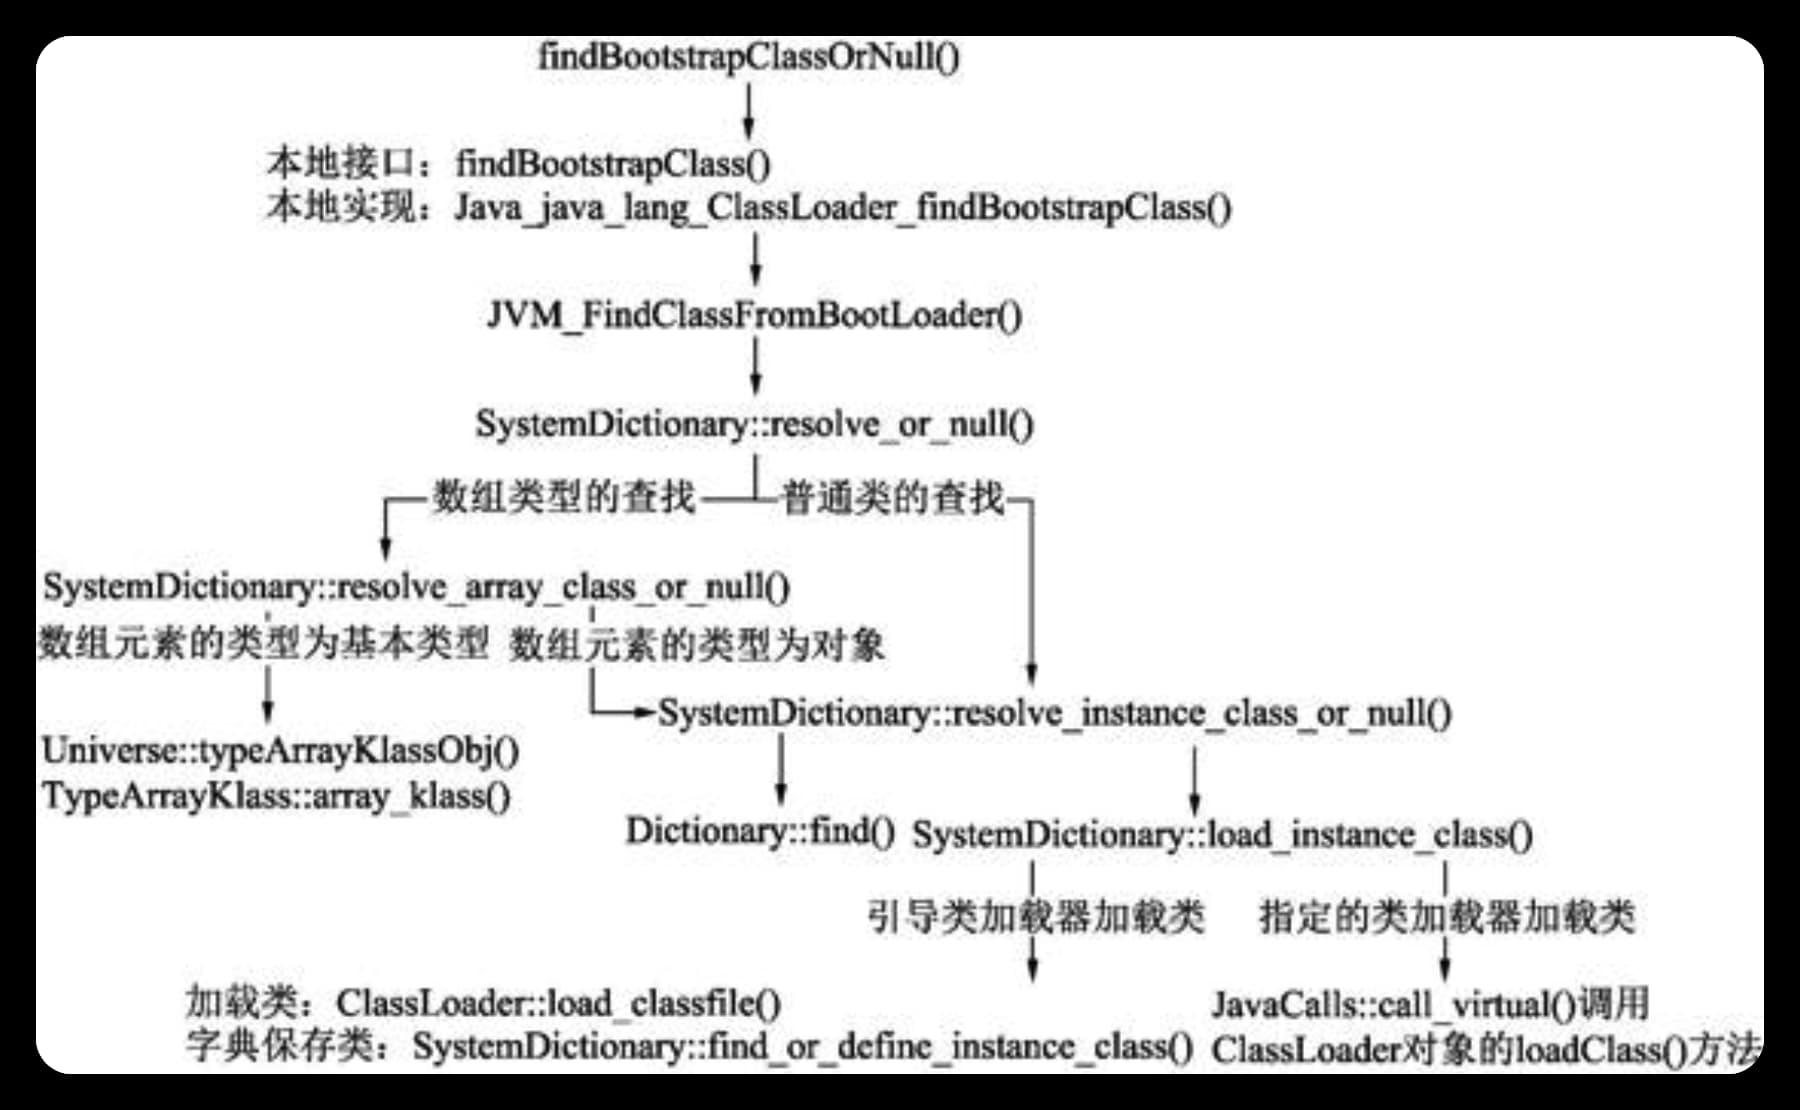 findBootstrapClassOrNull()
本地接口：findBootstrapClass()
本地实现：Java_java_lang_ClassLoader_findBootstrapClass()
JVM_FindClassFromBootLoader()
SystemDictionary::resolve_or_null()
数组类型的查找 普通类的查找
SystemDictionary::resolve_array_class_or_null()
数组元素的类型为基本类型 数组元素的类型为对象
SystemDictionary::resolve_instance_class_or_null()
Universe::typeArrayKlassObj()
TypeArrayKlass::array_klass()
Dictionary::find() SystemDictionary::load_instance_class()
引导类加载器加载类 指定的类加载器加载类
加载类：ClassLoader::load_classfile()
字典保存类：SystemDictionary::find_or_define_instance_class()
JavaCalls::call_virtual()调用
ClassLoader对象的loadClass()方法